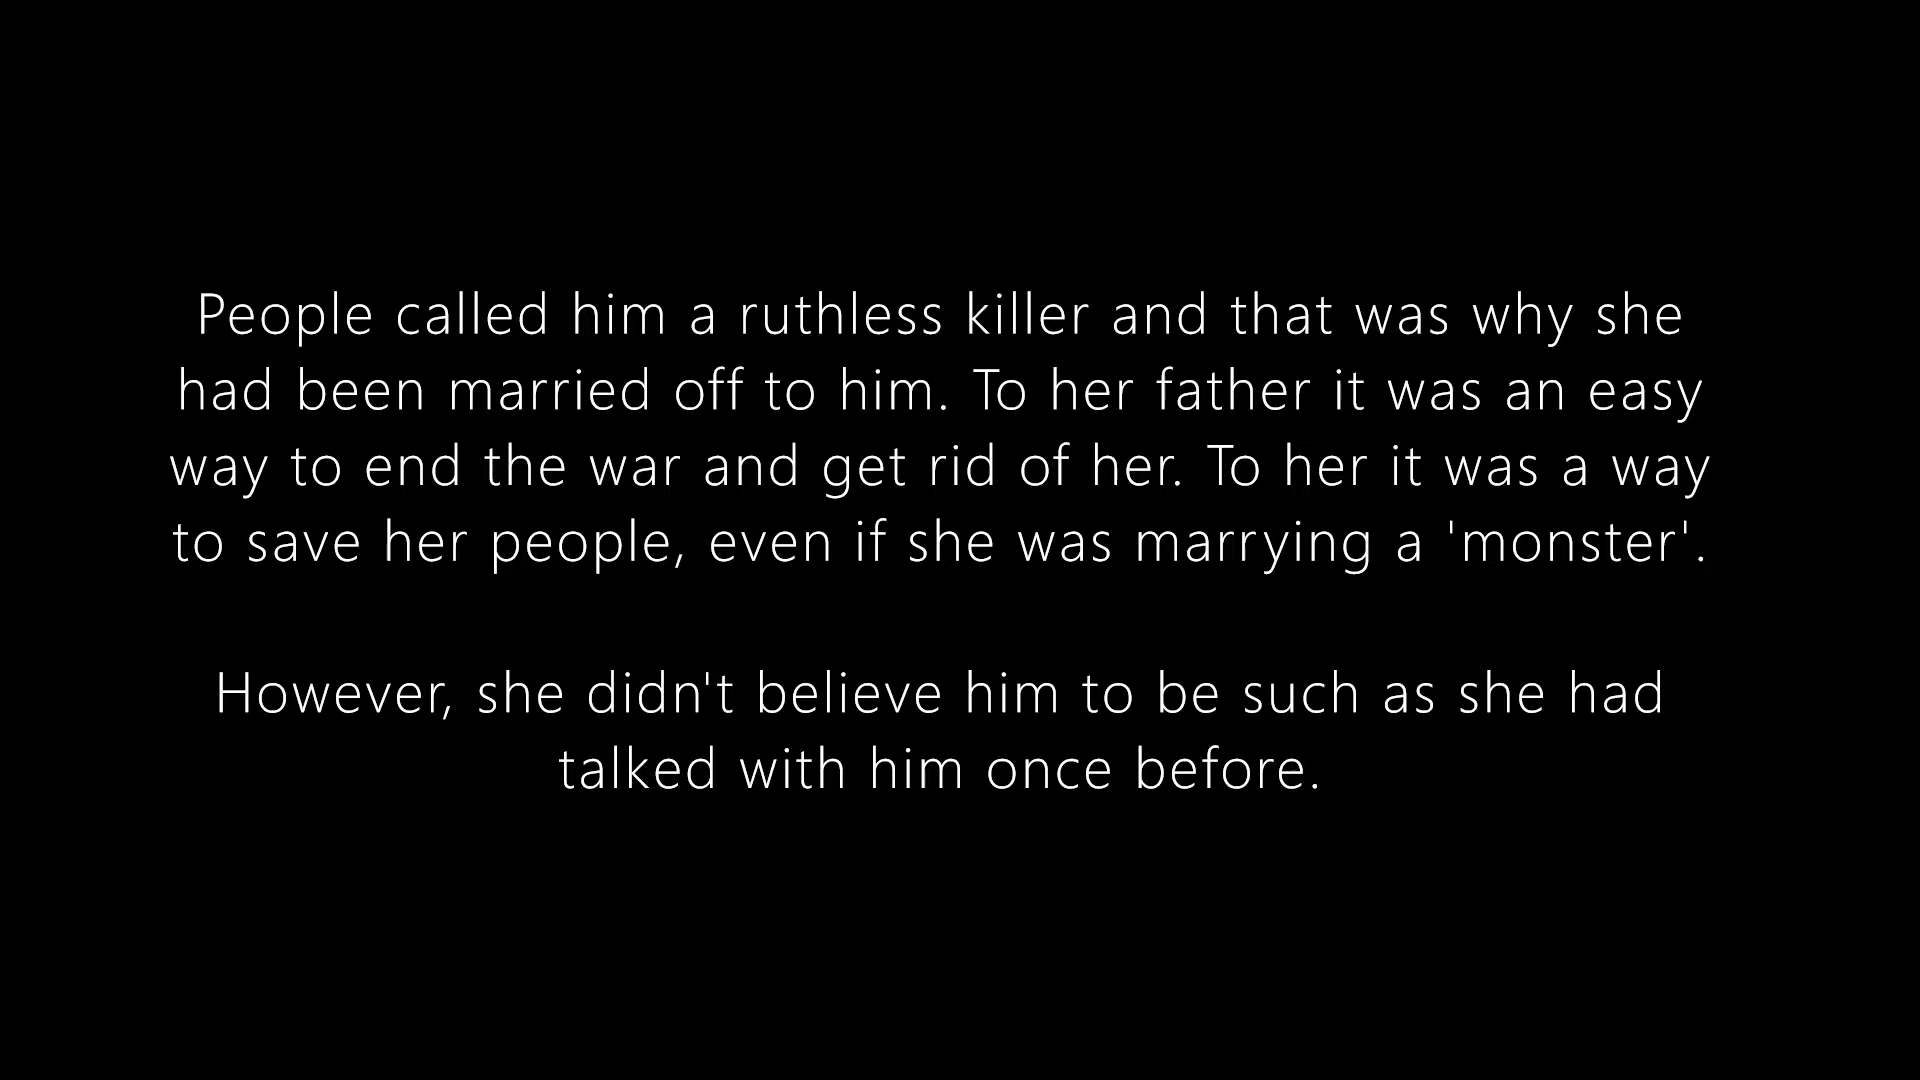 People called him a ruthless killer and that was why she
had been married off to him. To her father it was an easy
way to end the war and get rid of her. To her it was a way
to save her people, even if she was marrying a 'monster'.
However, she didn't believe him to be such as she had
talked with him once before.